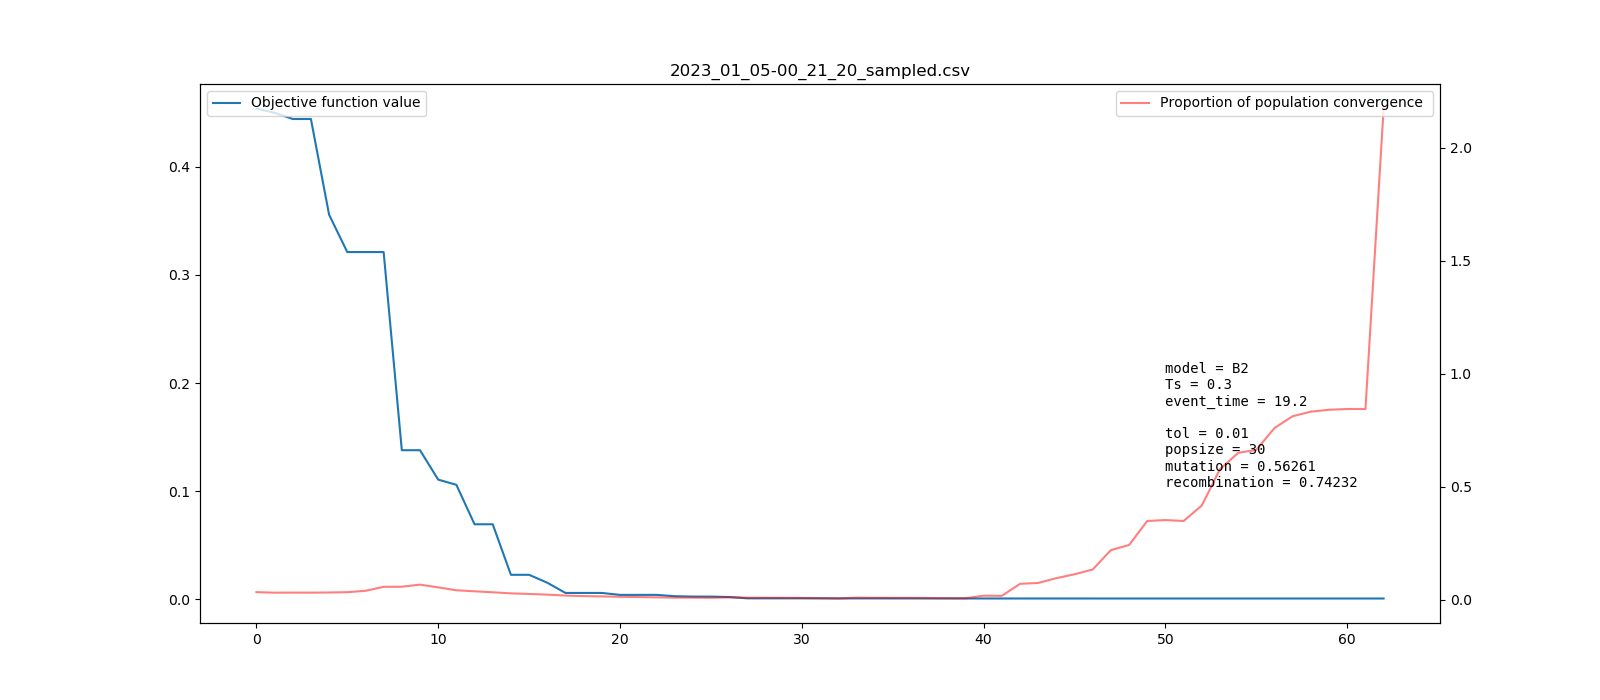 2023_01_05-00_21_20_sampled.csv
Objective function value
Proportion of population convergence
0.4
0.3
0.2
0.1
0.0
2.0
1.5
1.0
0.5
0.0
model = B2
Ts = 0.3
event_time = 19.2
tol = 0.01
popsize = 30
mutation = 0.56261
recombination = 0.74232
0 10 20 30 40 50 60